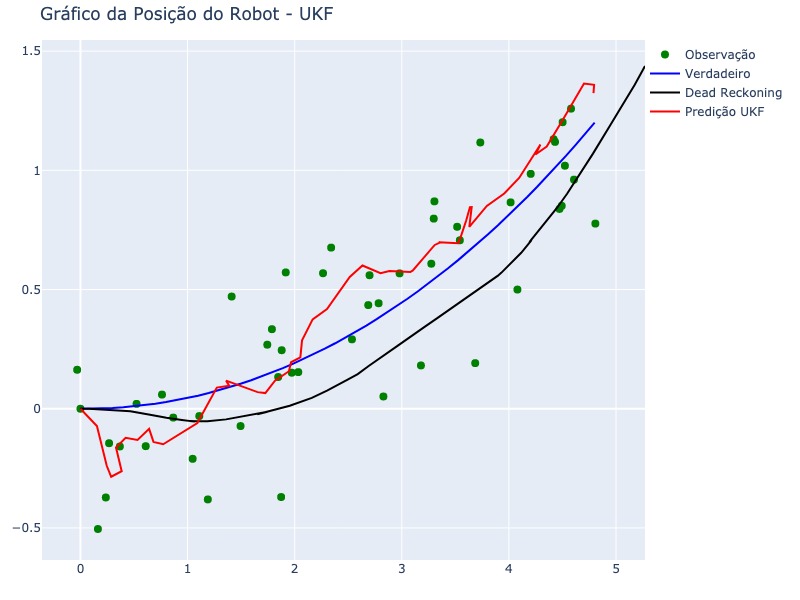 Gráfico da Posição do Robot - UKF
Observação
Verdadeiro
Dead Reckoning
Predição UKF
1.5
1
0.5
0
−0.5
0 1 2 3 4 5